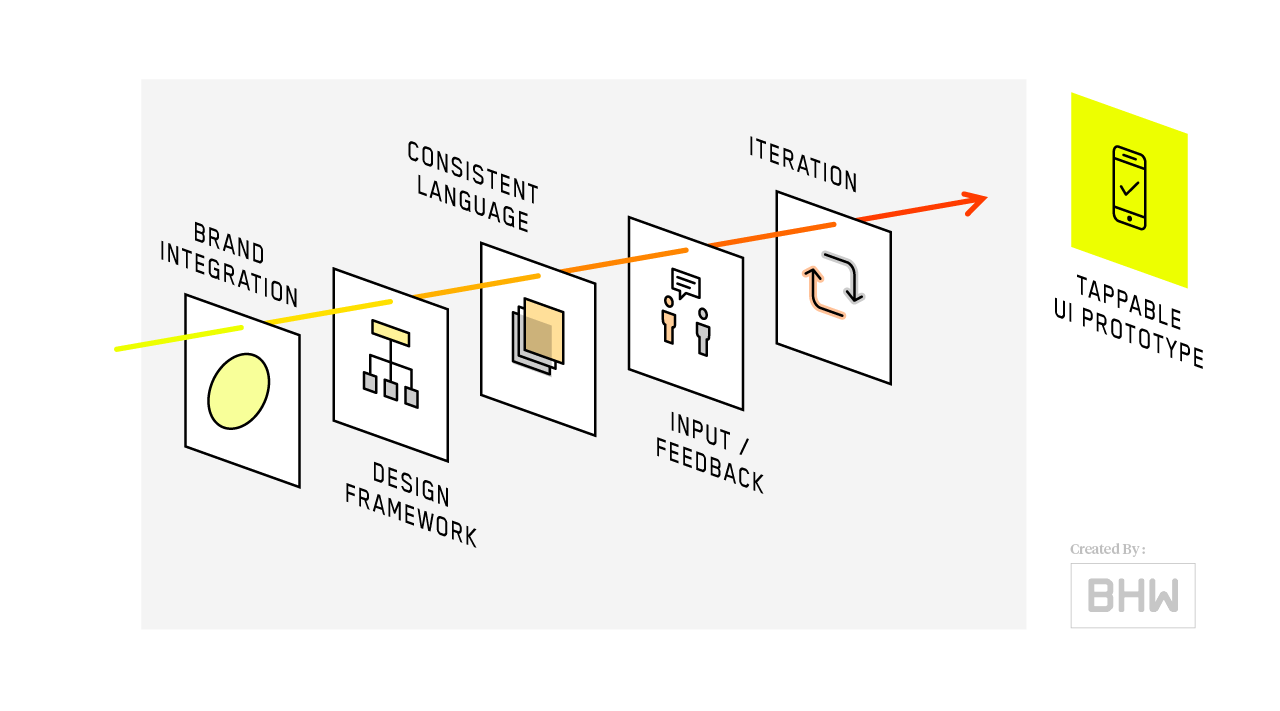 BRAND
INTEGRATION
DESIGN
FRAMEWORK
CONSISTENT
LANGUAGE
INPUT /
FEEDBACK
ITERATION
TAPPABLE
UI PROTOTYPE
Created By :
BHW